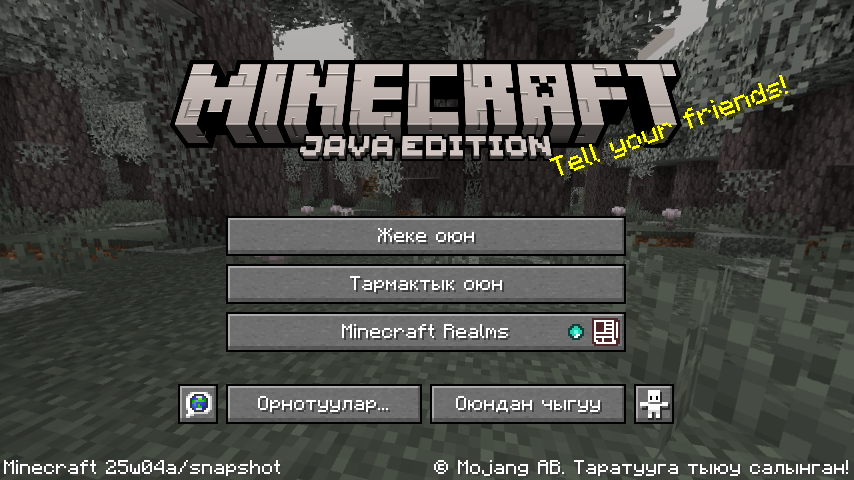 MINECRAFT
JAVA EDITION
Tell your friends!
Жеке оюн
Тармактык оюн
Minecraft Realms
Орнотуулар...
Оюндан чыгуу
Minecraft 25w04a/snapshot
© Mojang AB. Таратууга тыюу салынган!